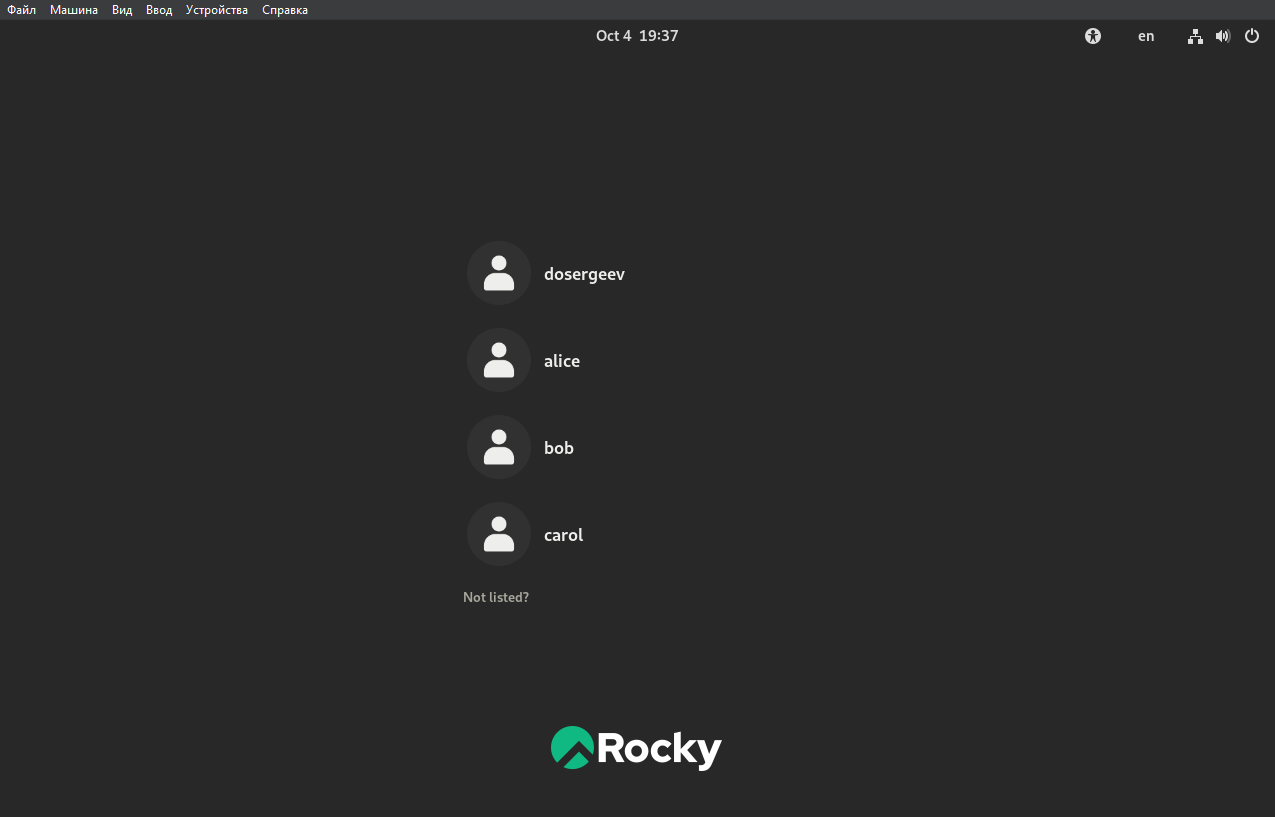 Файл Машина Вид Ввод Устройства Справка
Oct 4 19:37 en
dosergeev
alice
bob
carol
Not listed?
Rocky